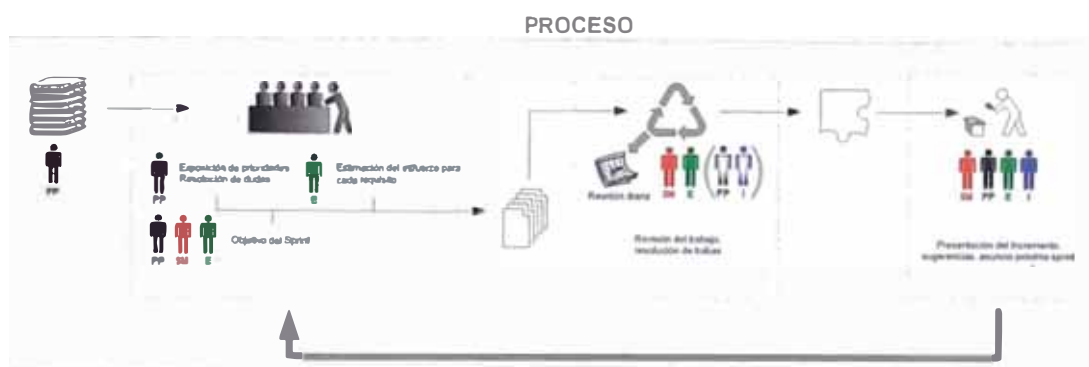 PROCESO
PP
PP
Exposición de prioridades
Resolución de dudas
E
Estimación del esfuerzo para
cada requisito
PP SM E
Objetivo del Sprint
Reunión diaria
SM E (PP I)
Revisión del trabajo,
resolución de trabas
SM PP E I
Presentación del incremento,
sugerencias, anuncio próximo sprint